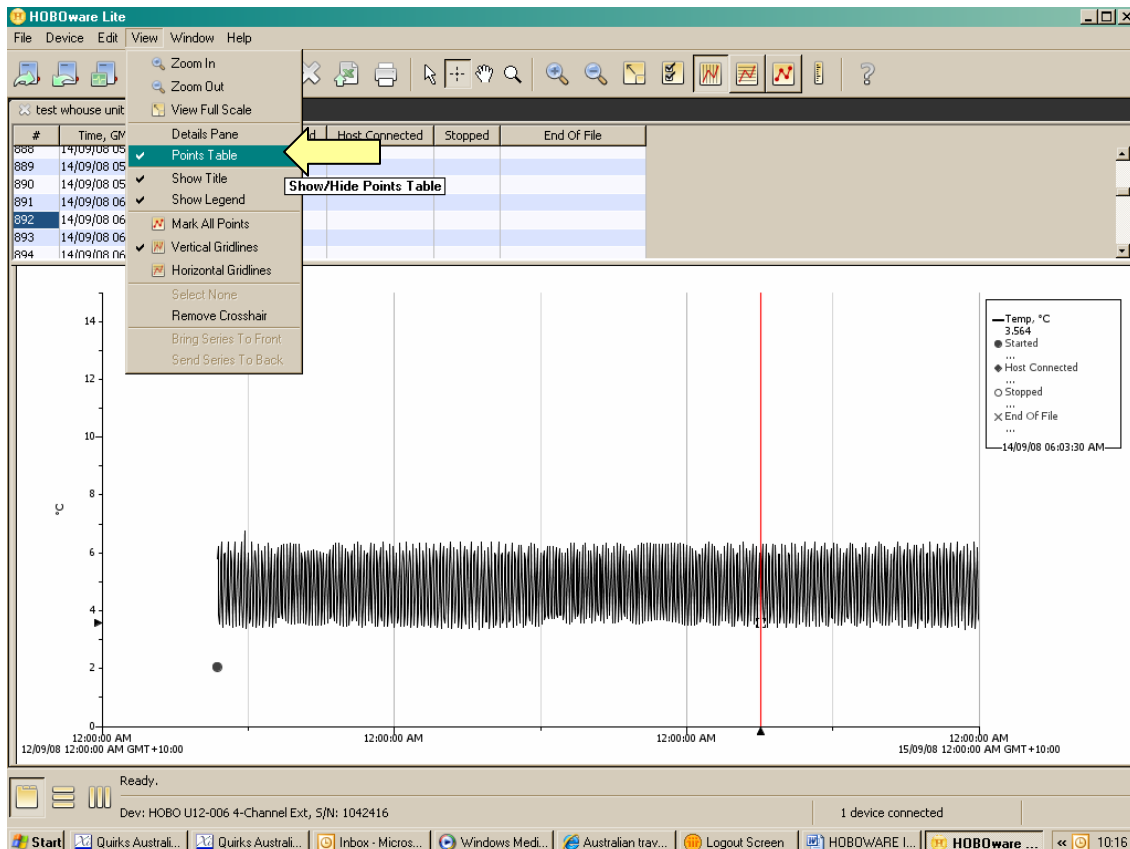 HOBOware Lite
File Device Edit View Window Help
Zoom In
Zoom Out
View Full Scale
Details Pane
Points Table
Show Title
Show Legend
Mark All Points
Vertical Gridlines
Horizontal Gridlines
Select None
Remove Crosshair
Bring Series To Front
Send Series To Back
Show/Hide Points Table
test whouse unit
# Time, GM Host Connected Stopped End Of File
888 14/09/08 05
889 14/09/08 05
890 14/09/08 05
891 14/09/08 06
892 14/09/08 06
893 14/09/08 06
894 14/09/08 06
14
12
10
8
°C
6
4
2
0
12:00:00 AM 12:00:00 AM 12:00:00 AM 12:00:00 AM
12/09/08 12:00:00 AM GMT+10:00 15/09/08 12:00:00 AM GMT+10:00
Temp, °C
3.564
Started
...
Host Connected
...
Stopped
...
End Of File
...
14/09/08 06:03:30 AM
Ready.
Dev: HOBO U12-006 4-Channel Ext, S/N: 1042416 1 device connected
Start Quirks Australi... Quirks Australi... Inbox - Micros... Windows Medi... Australian trav... Logout Screen HOBOWARE I... HOBOware ... « 10:16